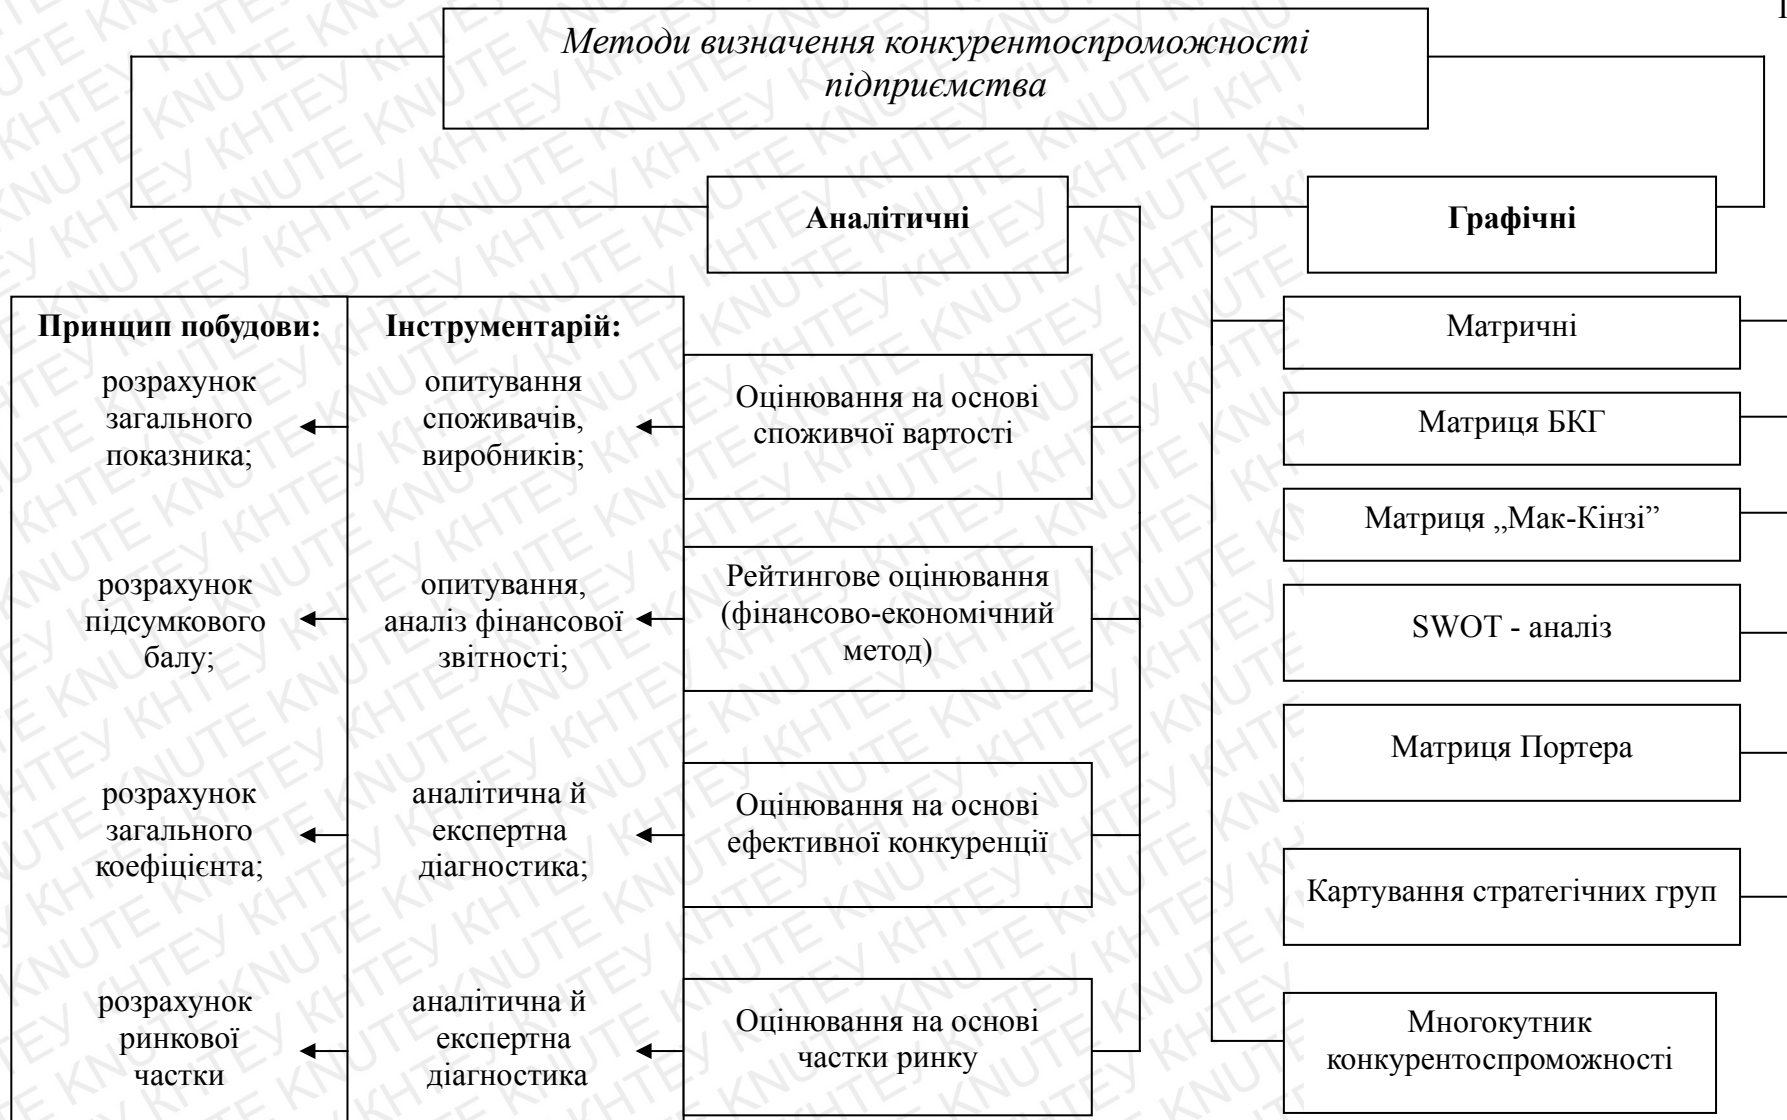 Методи визначення конкурентоспроможності
підприємства
Аналітичні
Графічні
Принцип побудови:
розрахунок
загального
показника;
розрахунок
підсумкового
балу;
розрахунок
загального
коефіцієнта;
розрахунок
ринкової
частки
Інструментарій:
опитування
споживачів,
виробників;
опитування,
аналіз фінансової
звітності;
аналітична й
експертна
діагностика;
аналітична й
експертна
діагностика
Оцінювання на основі
споживчої вартості
Рейтингове оцінювання
(фінансово-економічний
метод)
Оцінювання на основі
ефективної конкуренції
Оцінювання на основі
частки ринку
Матричні
Матриця БКГ
Матриця „Мак-Кінзі”
SWOT - аналіз
Матриця Портера
Картування стратегічних груп
Многокутник
конкурентоспроможності